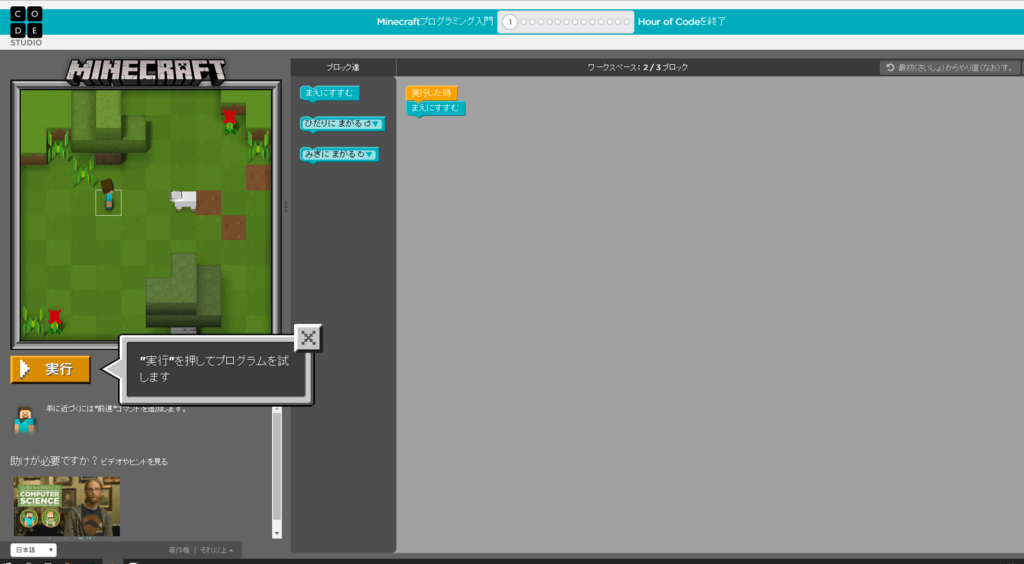 CODE
STUDIO
Minecraftプログラミング入門 1 Hour of Codeを終了
MINECRAFT
ブロック達
ワークスペース: 2 / 3 ブロック
最初(さいしょ)からやり直(なお)す。
まえにすすむ
ひだりに まがる ↺▼
みぎに まがる ↻▼
実行した時
まえにすすむ
"実行"を押してプログラムを試
します
実行
羊に近づくには"前進"コマンドを追加します。
助けが必要ですか? ビデオやヒントを見る
COMPUTER
SCIENCE
日本語 ▼
著作権 | それ以上